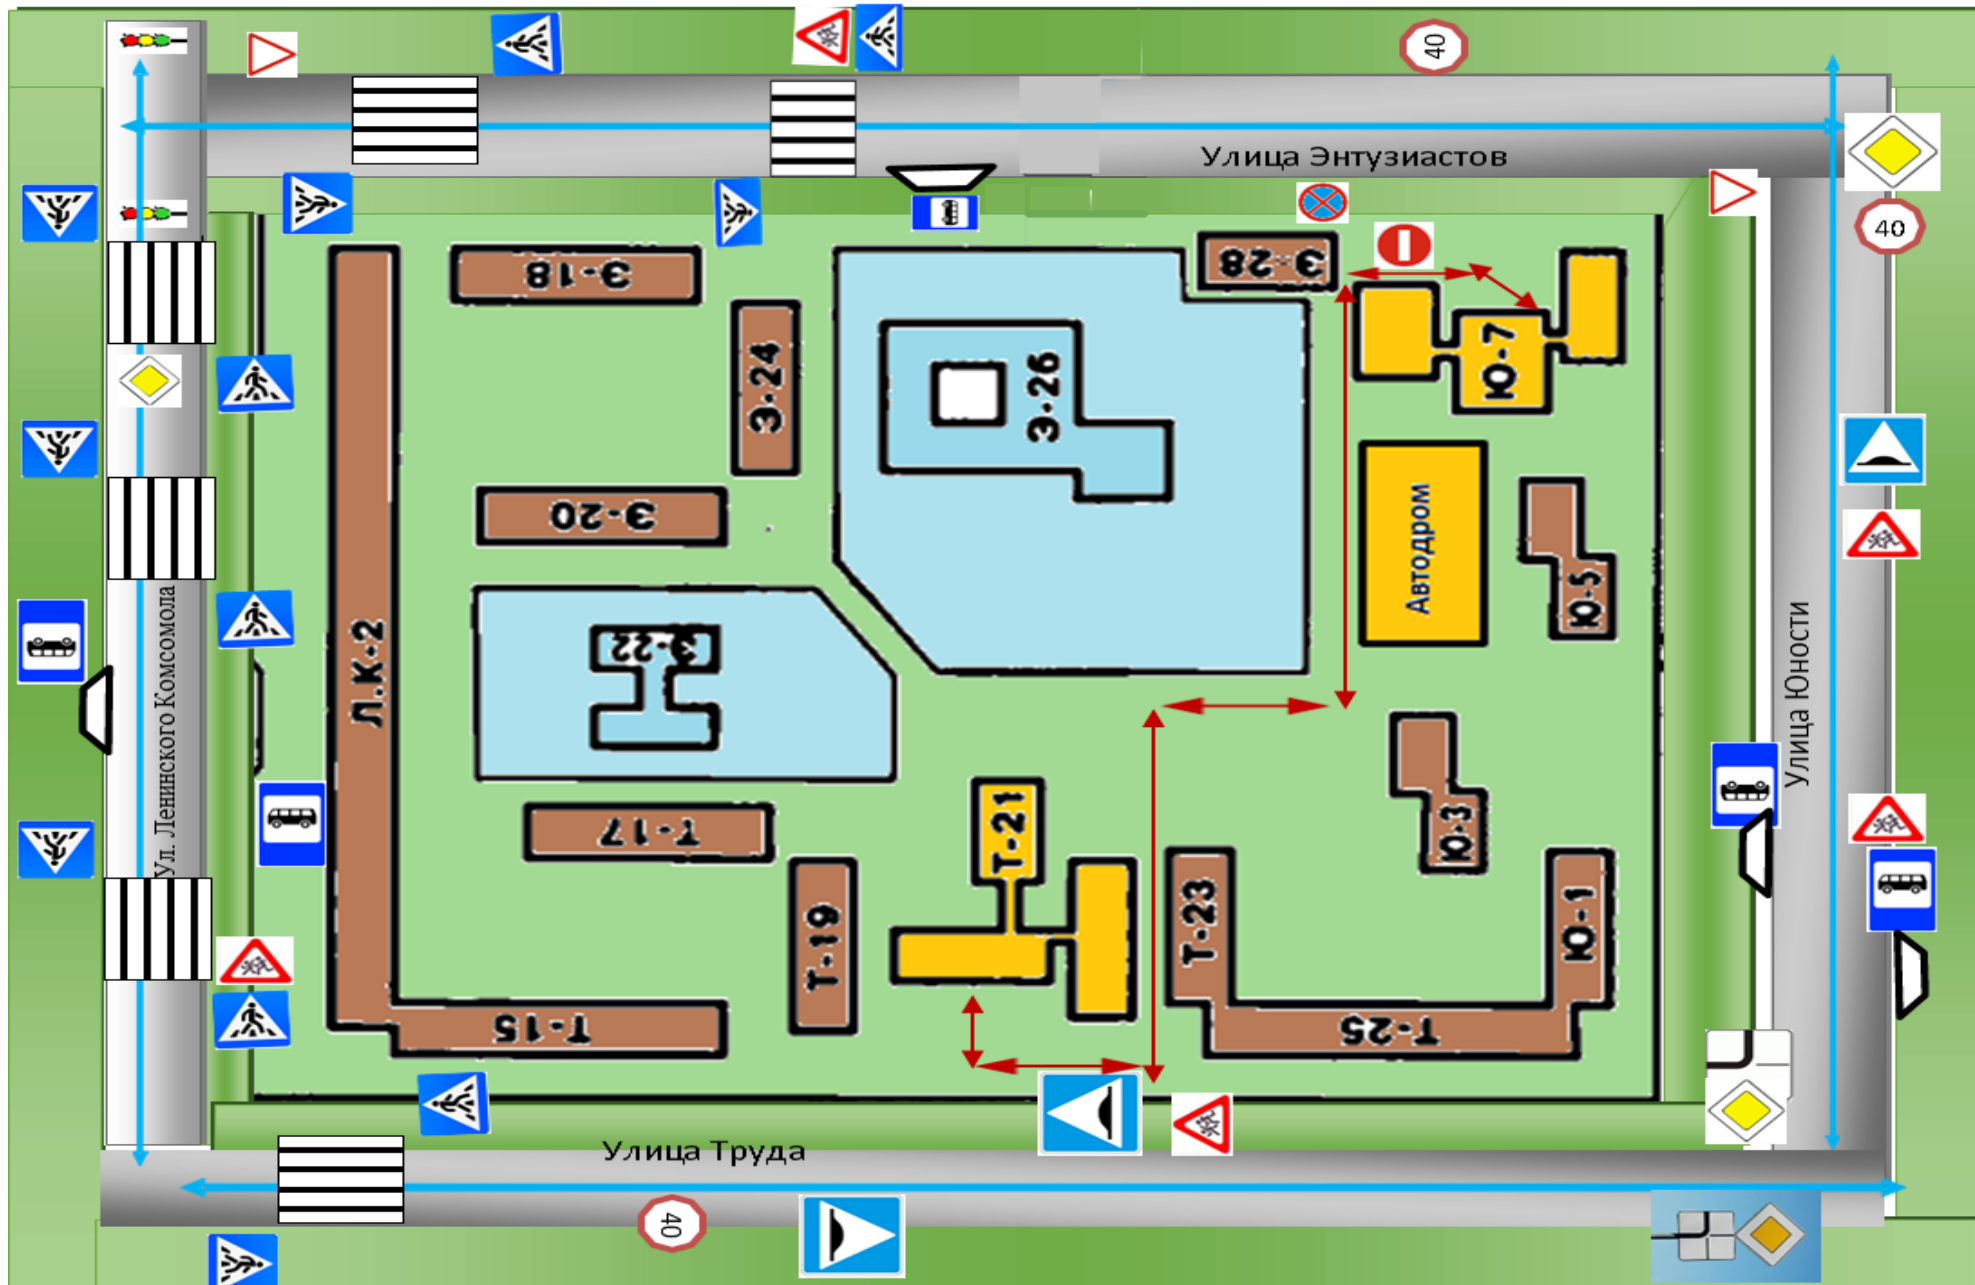 40
Улица Энтузиастов
40
Э-18
Э-28
Э-24
Э-26
Ю-7
Э-20
Автодром
Ю-5
Л.К-2
Э-22
Ул. Ленинского Комсомола
Улица Юности
Т-17
Т-21
Ю-3
Т-19
Т-23
Ю-1
Т-15
Т-25
Улица Труда
40